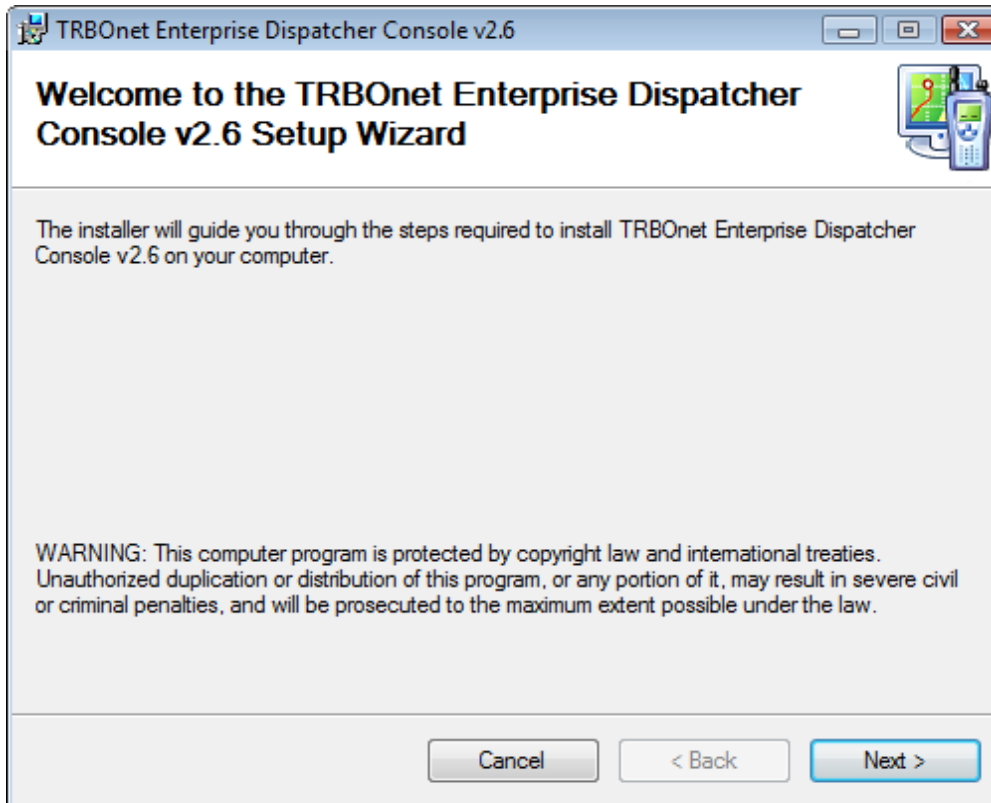 TRBOnet Enterprise Dispatcher Console v2.6
Welcome to the TRBOnet Enterprise Dispatcher
Console v2.6 Setup Wizard
The installer will guide you through the steps required to install TRBOnet Enterprise Dispatcher
Console v2.6 on your computer.
WARNING: This computer program is protected by copyright law and international treaties.
Unauthorized duplication or distribution of this program, or any portion of it, may result in severe civil
or criminal penalties, and will be prosecuted to the maximum extent possible under the law.
Cancel
< Back
Next >